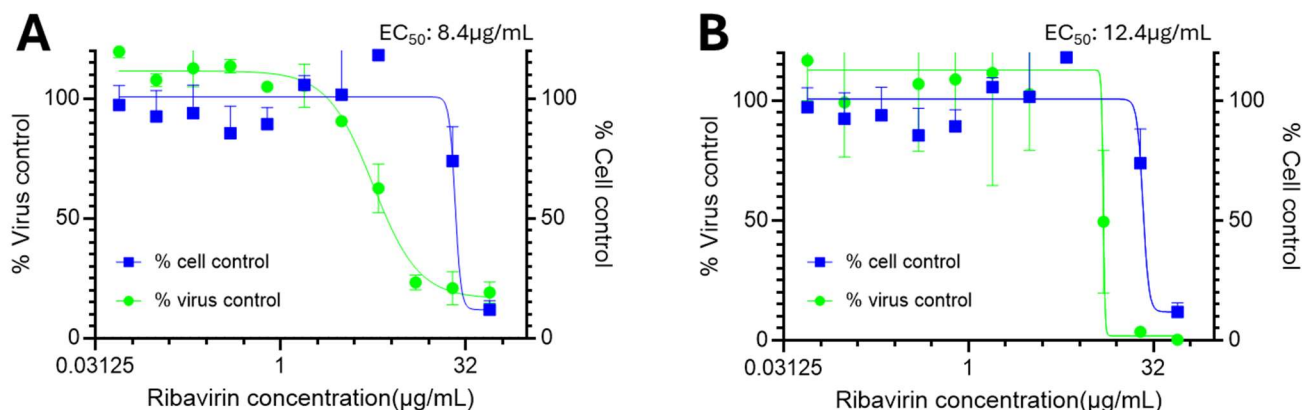 A
EC₅₀: 8.4µg/mL
% Virus control
100
50
0
100
50
0
% Cell control
% cell control
% virus control
0.03125
1
32
Ribavirin concentration(µg/mL)
B
EC₅₀: 12.4µg/mL
% Virus control
100
50
0
100
50
0
% Cell control
% cell control
% virus control
0.03125
1
32
Ribavirin concentration(µg/mL)